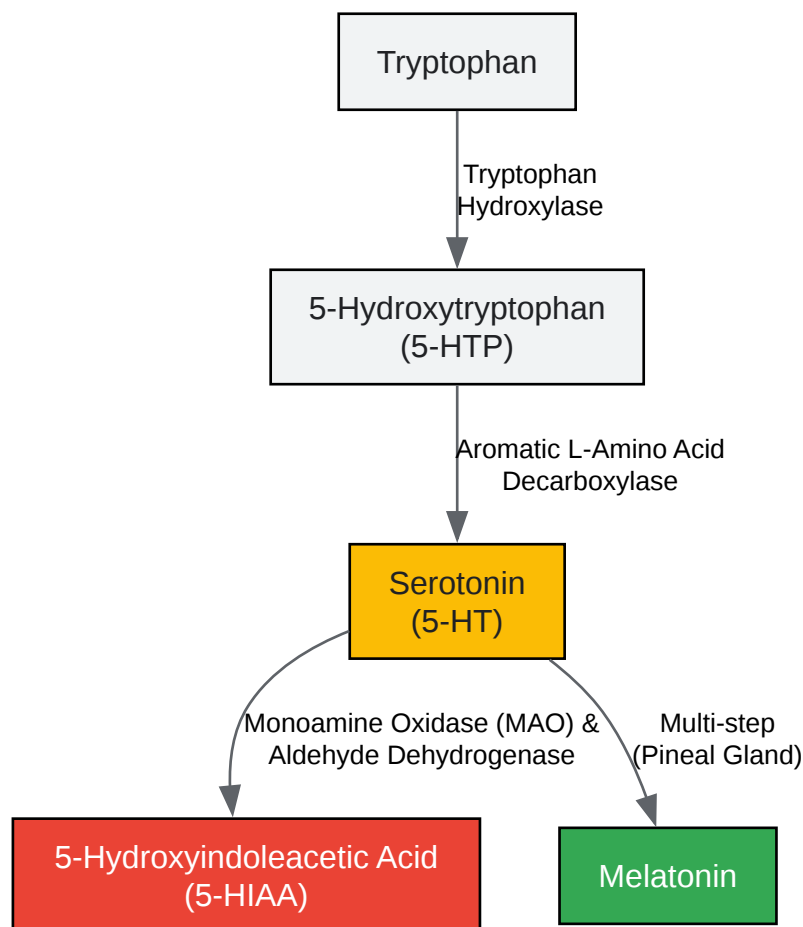 Tryptophan
Tryptophan
Hydroxylase
5-Hydroxytryptophan
(5-HTP)
Aromatic L-Amino Acid
Decarboxylase
Serotonin
(5-HT)
Monoamine Oxidase (MAO) &
Aldehyde Dehydrogenase
Multi-step
(Pineal Gland)
5-Hydroxyindoleacetic Acid
(5-HIAA)
Melatonin